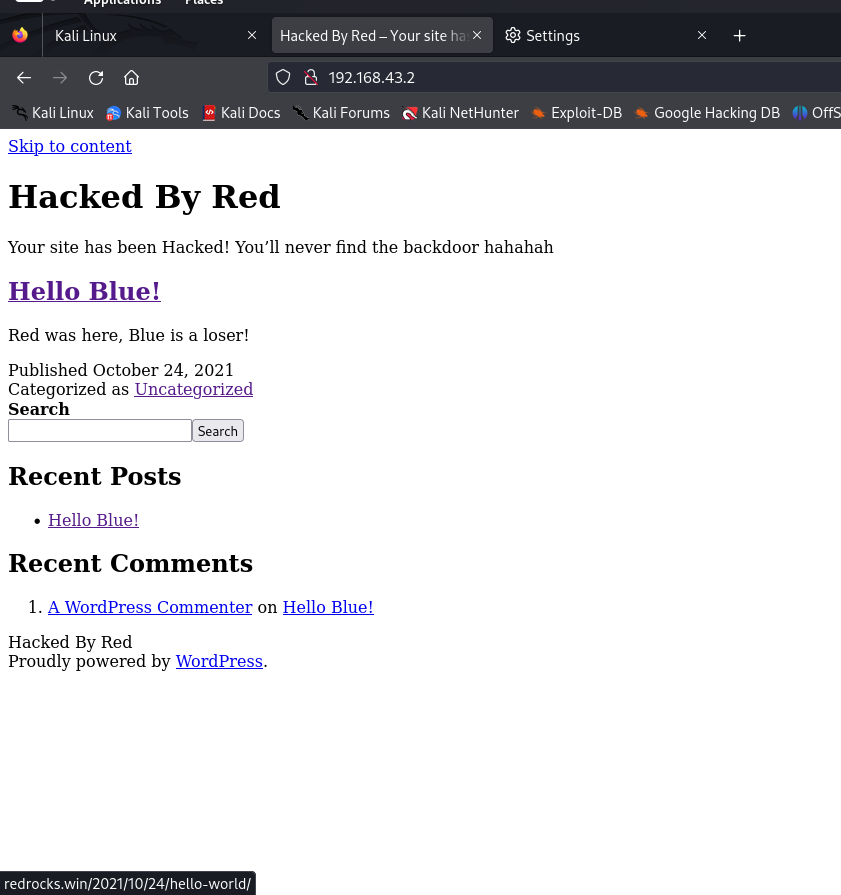 Applications Places
Kali Linux × Hacked By Red – Your site ha × Settings × +
192.168.43.2
Kali Linux Kali Tools Kali Docs Kali Forums Kali NetHunter Exploit-DB Google Hacking DB OffS
Skip to content
Hacked By Red
Your site has been Hacked! You’ll never find the backdoor hahahah
Hello Blue!
Red was here, Blue is a loser!
Published October 24, 2021
Categorized as Uncategorized
Search
Search
Recent Posts
• Hello Blue!
Recent Comments
1. A WordPress Commenter on Hello Blue!
Hacked By Red
Proudly powered by WordPress.
redrocks.win/2021/10/24/hello-world/